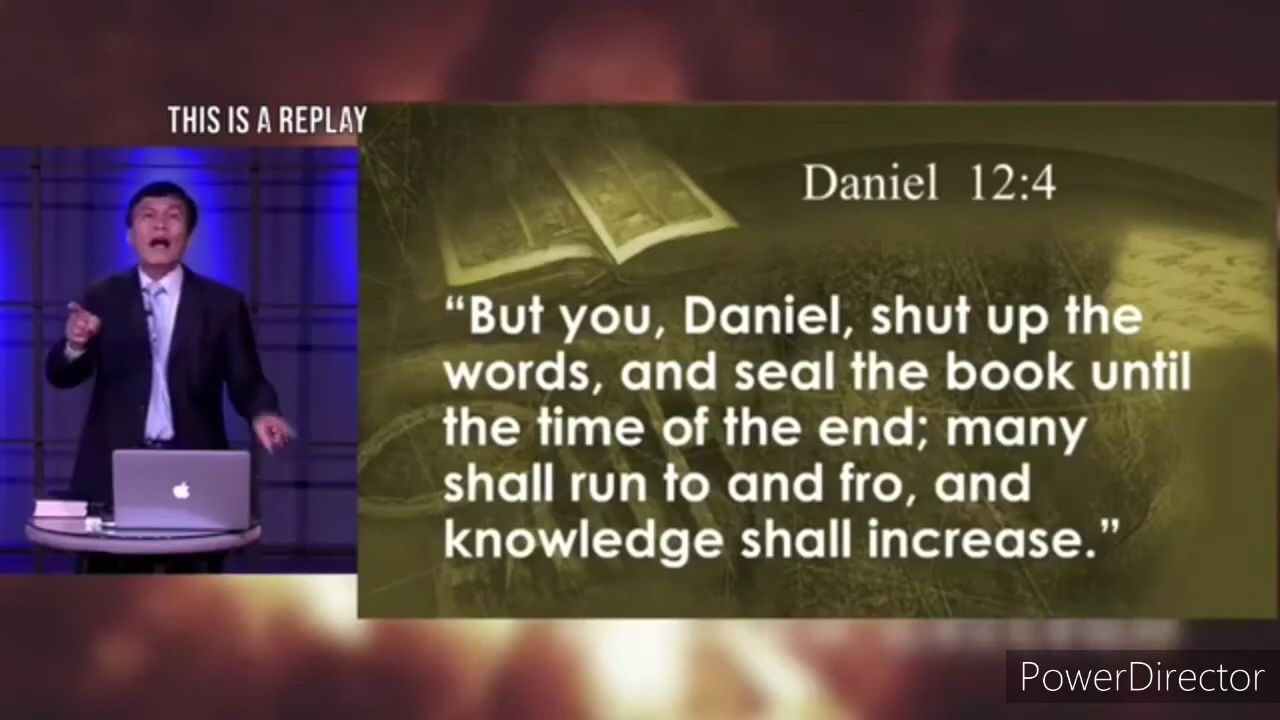 THIS IS A REPLAY
Daniel 12:4
“But you, Daniel, shut up the
words, and seal the book until
the time of the end; many
shall run to and fro, and
knowledge shall increase.”
PowerDirector